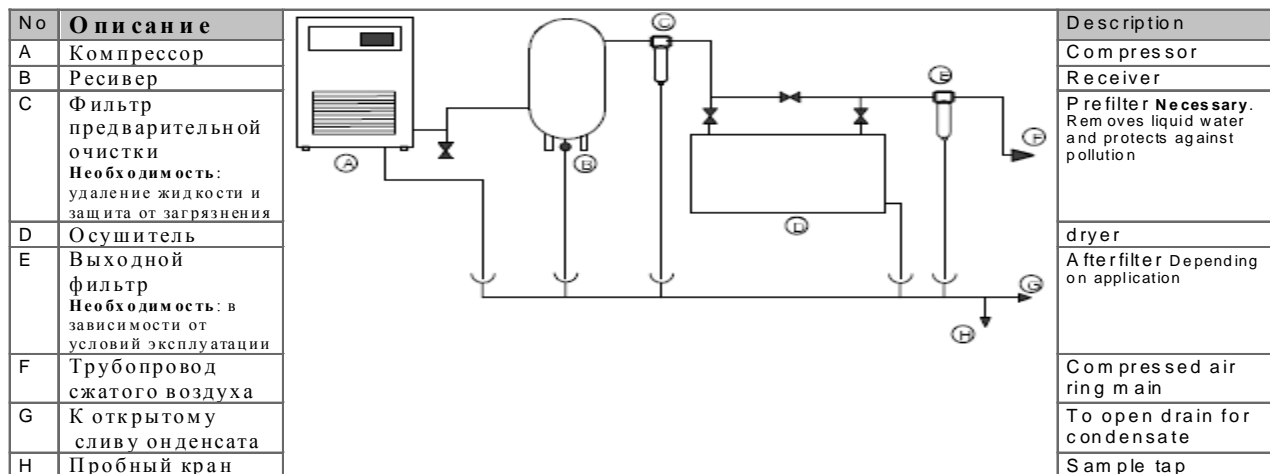 No Описание Description
A Компрессор Compressor
B Ресивер Receiver
C Фильтр Prefilter Necessary.
предварительной Removes liquid water
очистки and protects against
Необходимость: pollution
удаление жидкости и
защита от загрязнения
D Осушитель dryer
E Выходной Afterfilter Depending
фильтр on application
Необходимость: в
зависимости от
условий эксплуатации
F Трубопровод Compressed air
сжатого воздуха ring main
G К открытому To open drain for
сливу онденсата condensate
H Пробный кран Sample tap
C
E
F
A
B
D
G
H